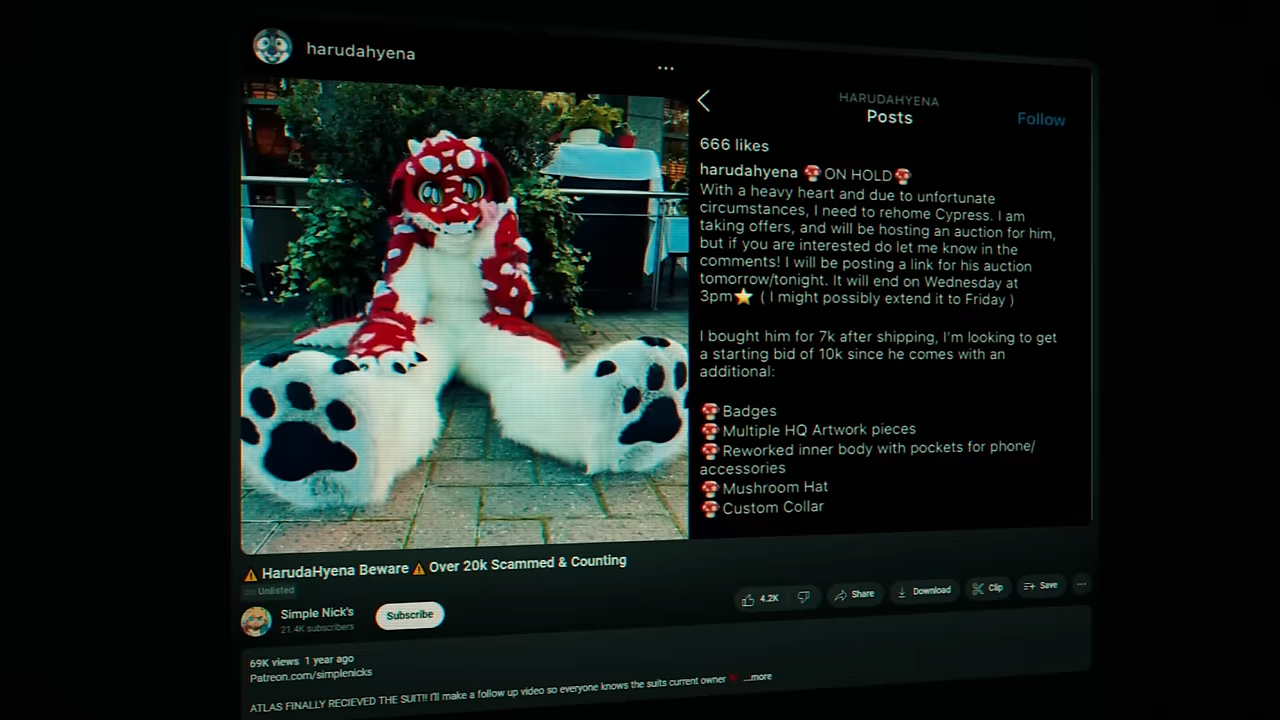 harudahyena
...
HARUDAHYENA
Posts
Follow
666 likes
harudahyena 🍄ON HOLD🍄
With a heavy heart and due to unfortunate
circumstances, I need to rehome Cypress. I am
taking offers, and will be hosting an auction for him,
but if you are interested do let me know in the
comments! I will be posting a link for his auction
tomorrow/tonight. It will end on Wednesday at
3pm⭐ ( I might possibly extend it to Friday )
I bought him for 7k after shipping, I'm looking to get
a starting bid of 10k since he comes with an
additional:
🍄Badges
🍄Multiple HQ Artwork pieces
🍄Reworked inner body with pockets for phone/
accessories
🍄Mushroom Hat
🍄Custom Collar
⚠️ HarudaHyena Beware ⚠️ Over 20k Scammed & Counting
Unlisted
Simple Nick's
21.4K subscribers
Subscribe
4.2K
Share
Download
Clip
Save
...
69K views 1 year ago
Patreon.com/simplenicks
ATLAS FINALLY RECIEVED THE SUIT!! I'll make a follow up video so everyone knows the suits current owner ...more